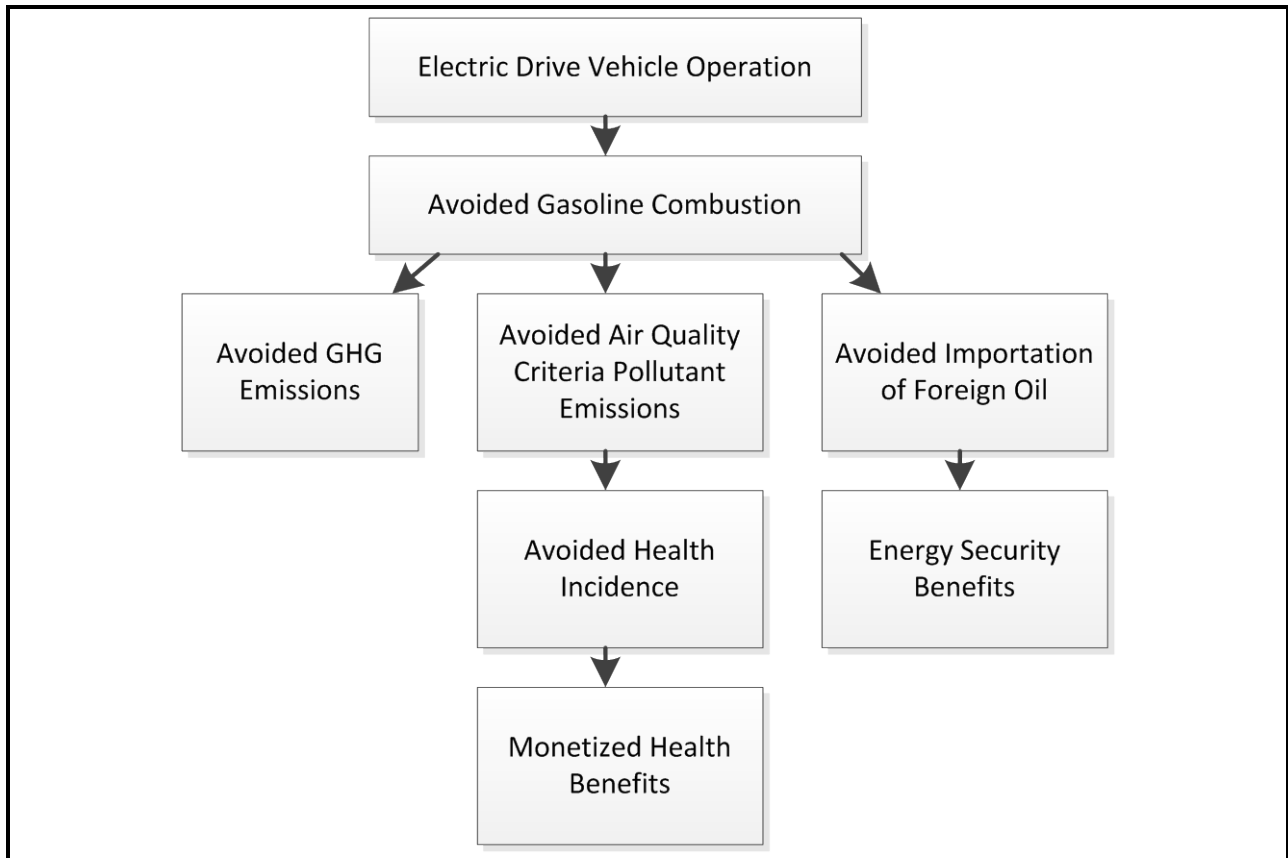 Electric Drive Vehicle Operation
Avoided Gasoline Combustion
Avoided GHG
Emissions
Avoided Air Quality
Criteria Pollutant
Emissions
Avoided Importation
of Foreign Oil
Avoided Health
Incidence
Energy Security
Benefits
Monetized Health
Benefits